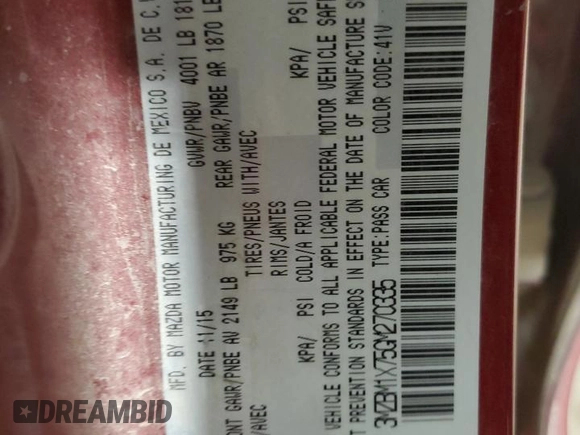 MFD. BY MAZDA MOTOR MANUFACTURING DE MEXICO S.A. DE C.V
DATE 11/15 GVWR/PNBV 4001 LB 181
ONT GAWR/PNBE AV 2149 LB 975 KG REAR GAWR/PNBE AR 1870 LB
/AVEC TIRES/PNEUS WITH/AVEC
RIMS/JANTES
KPA/ PSI COLD/A FROID KPA/ PSI
VEHICLE CONFORMS TO ALL APPLICABLE FEDERAL MOTOR VEHICLE SAFE
T PREVENTION STANDARDS IN EFFECT ON THE DATE OF MANUFACTURE S
3MZBM1X75GM270335 TYPE:PASS CAR COLOR CODE:41V
DREAMBID